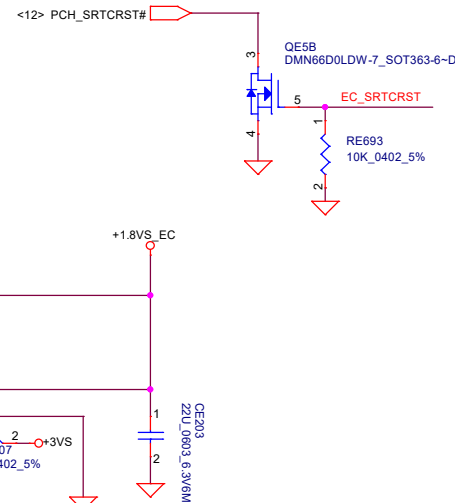 <12> PCH_SRTCRST#
QE5B
DMN66D0LDW-7_SOT363-6~D
3
5
EC_SRTCRST
4
1
RE693
10K_0402_5%
2
+1.8VS_EC
1
CE203
22U_0603_6.3V6M
2
2
+3VS
07
402_5%